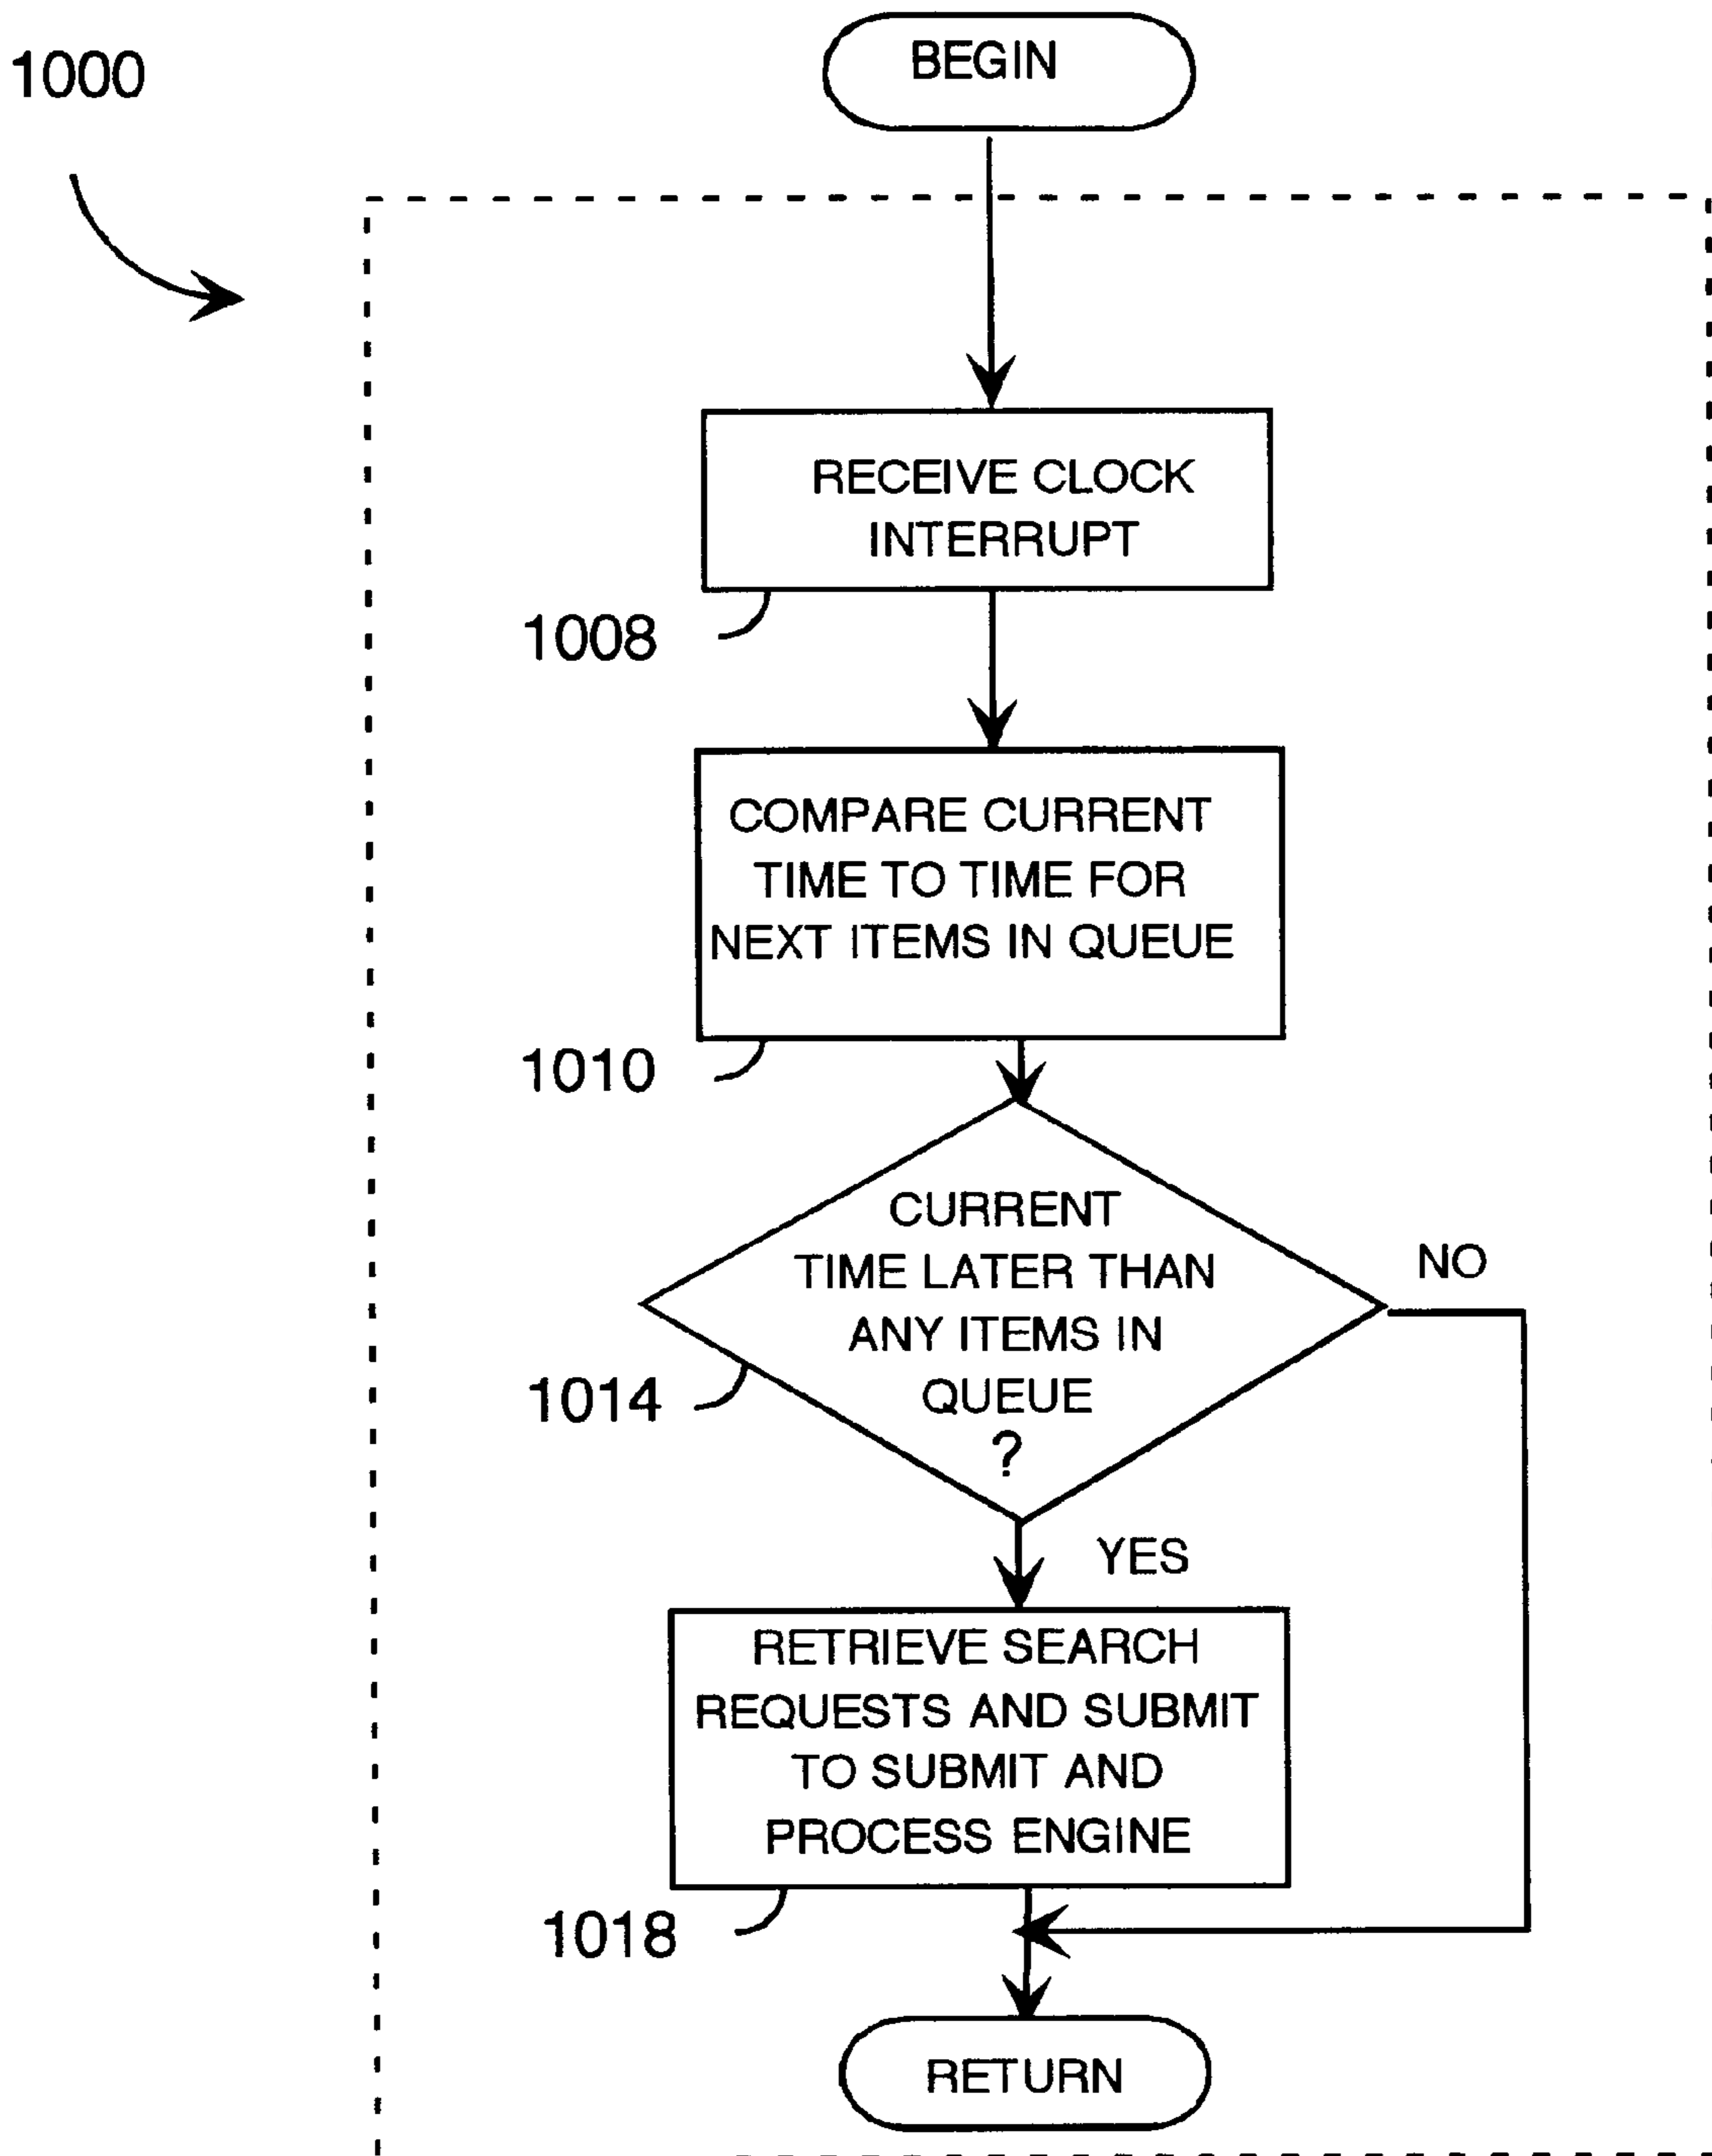 1000
BEGIN
RECEIVE CLOCK
INTERRUPT
1008
COMPARE CURRENT
TIME TO TIME FOR
NEXT ITEMS IN QUEUE
1010
CURRENT
TIME LATER THAN
ANY ITEMS IN
QUEUE
?
NO
1014
YES
RETRIEVE SEARCH
REQUESTS AND SUBMIT
TO SUBMIT AND
PROCESS ENGINE
1018
RETURN